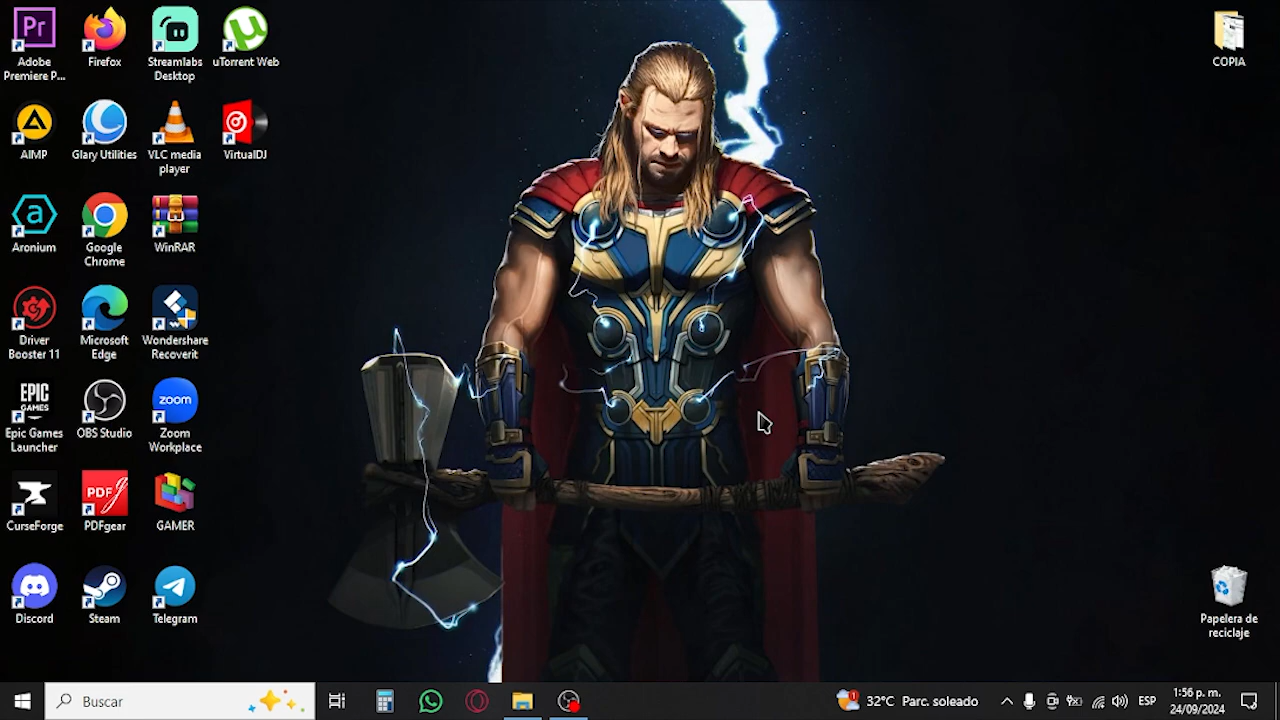 Pr
Adobe
Premiere P...
Firefox
Streamlabs
Desktop
µ
uTorrent Web
AIMP
Glary Utilities
VLC media
player
VirtualDJ
a
Aronium
Google
Chrome
WinRAR
Driver
Booster 11
Microsoft
Edge
Wondershare
Recoverit
EPIC
GAMES
Epic Games
Launcher
OBS Studio
zoom
Zoom
Workplace
CurseForge
PDF
PDFgear
GAMER
Discord
Steam
Telegram
COPIA
Papelera de
reciclaje
Buscar
1
32°C Parc. soleado
ESP
1:56 p. m.
24/09/2024